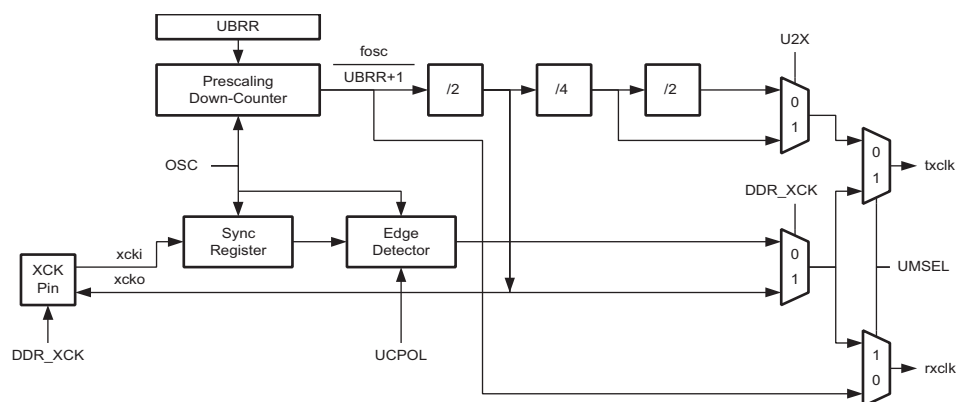 UBRR
fosc
UBRR+1
U2X
Prescaling
Down-Counter
/2
/4
/2
0
1
OSC
0
1
txclk
DDR_XCK
xcki
Sync
Register
Edge
Detector
0
1
XCK
Pin
xcko
UMSEL
DDR_XCK
UCPOL
1
0
rxclk